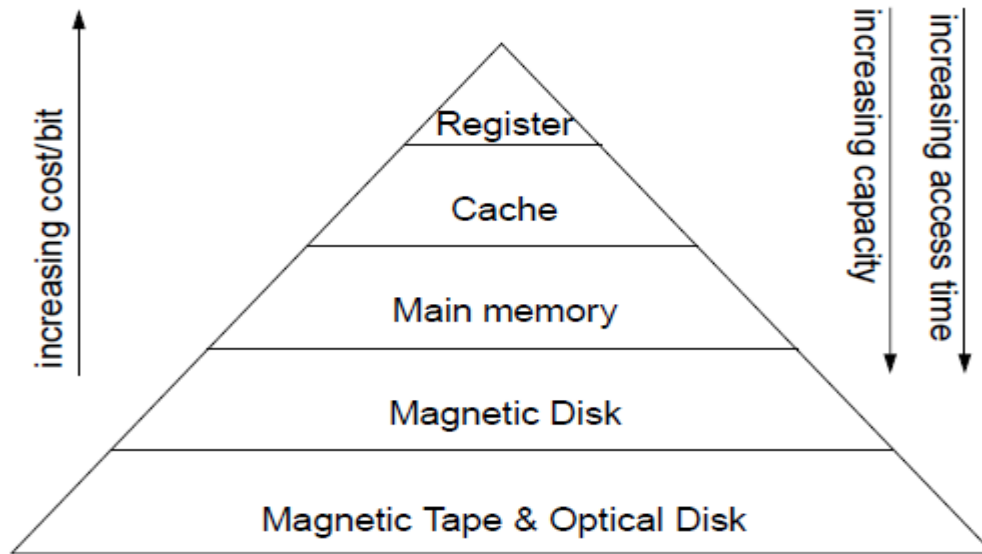 increasing cost/bit
Register
Cache
Main memory
Magnetic Disk
Magnetic Tape & Optical Disk
increasing capacity
increasing access time